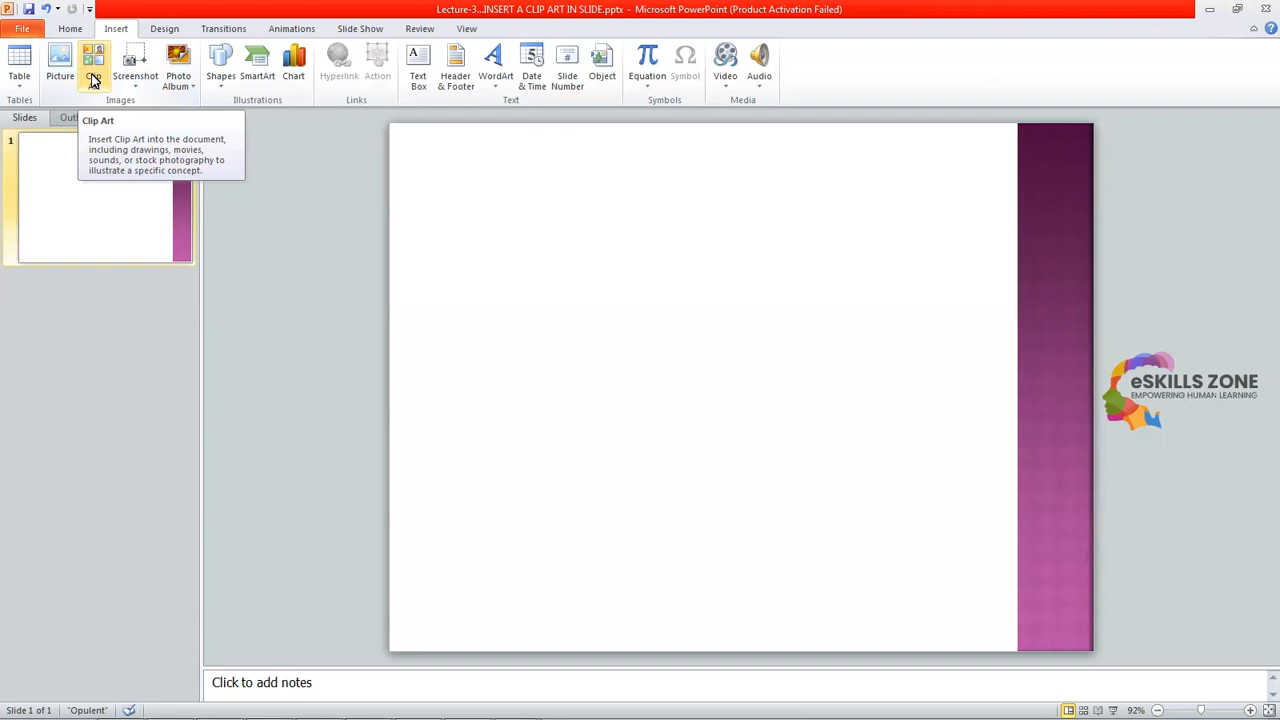 Lecture-3...INSERT A CLIP ART IN SLIDE.pptx - Microsoft PowerPoint (Product Activation Failed)
File Home Insert Design Transitions Animations Slide Show Review View
Table Picture Screenshot Photo Album Shapes SmartArt Chart Hyperlink Action Text Box Header & Footer WordArt Date & Time Slide Number Object Equation Symbol Video Audio
Tables Images Illustrations Links Text Symbols Media
Slides
Clip Art
Insert Clip Art into the document,
including drawings, movies,
sounds, or stock photography to
illustrate a specific concept.
1
eSKILLS ZONE
EMPOWERING HUMAN LEARNING
Click to add notes
Slide 1 of 1 "Opulent" 92%